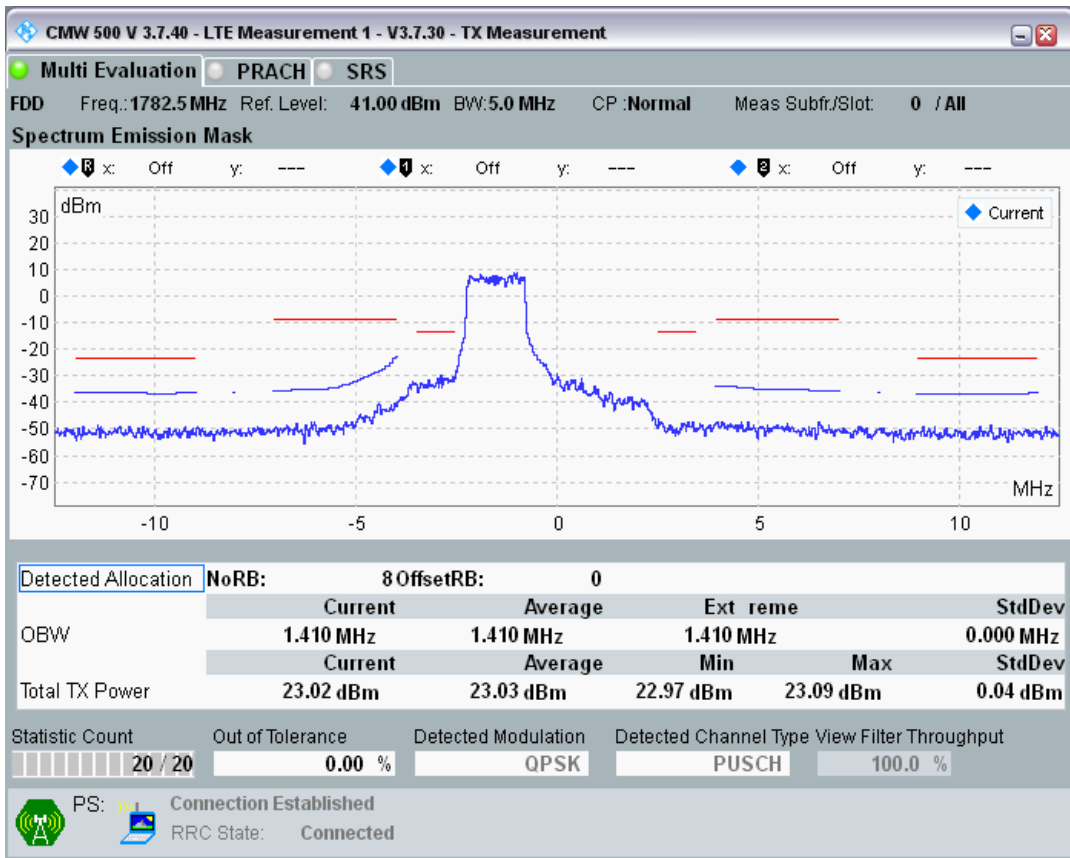 CMW 500 V 3.7.40 - LTE Measurement 1 - V3.7.30 - TX Measurement
Multi Evaluation PRACH SRS
FDD Freq.:1782.5 MHz Ref. Level: 41.00 dBm BW:5.0 MHz CP :Normal Meas Subfr./Slot: 0 / All
Spectrum Emission Mask
R x: Off y: --- 1 x: Off y: --- 2 x: Off y: ---
dBm
Current
30
20
10
0
-10
-20
-30
-40
-50
-60
-70
MHz
-10 -5 0 5 10
Detected Allocation NoRB: 8 OffsetRB: 0
Current Average Ext reme StdDev
OBW 1.410 MHz 1.410 MHz 1.410 MHz 0.000 MHz
Current Average Min Max StdDev
Total TX Power 23.02 dBm 23.03 dBm 22.97 dBm 23.09 dBm 0.04 dBm
Statistic Count Out of Tolerance Detected Modulation Detected Channel Type View Filter Throughput
20 / 20 0.00 % QPSK PUSCH 100.0 %
PS: Connection Established
RRC State: Connected